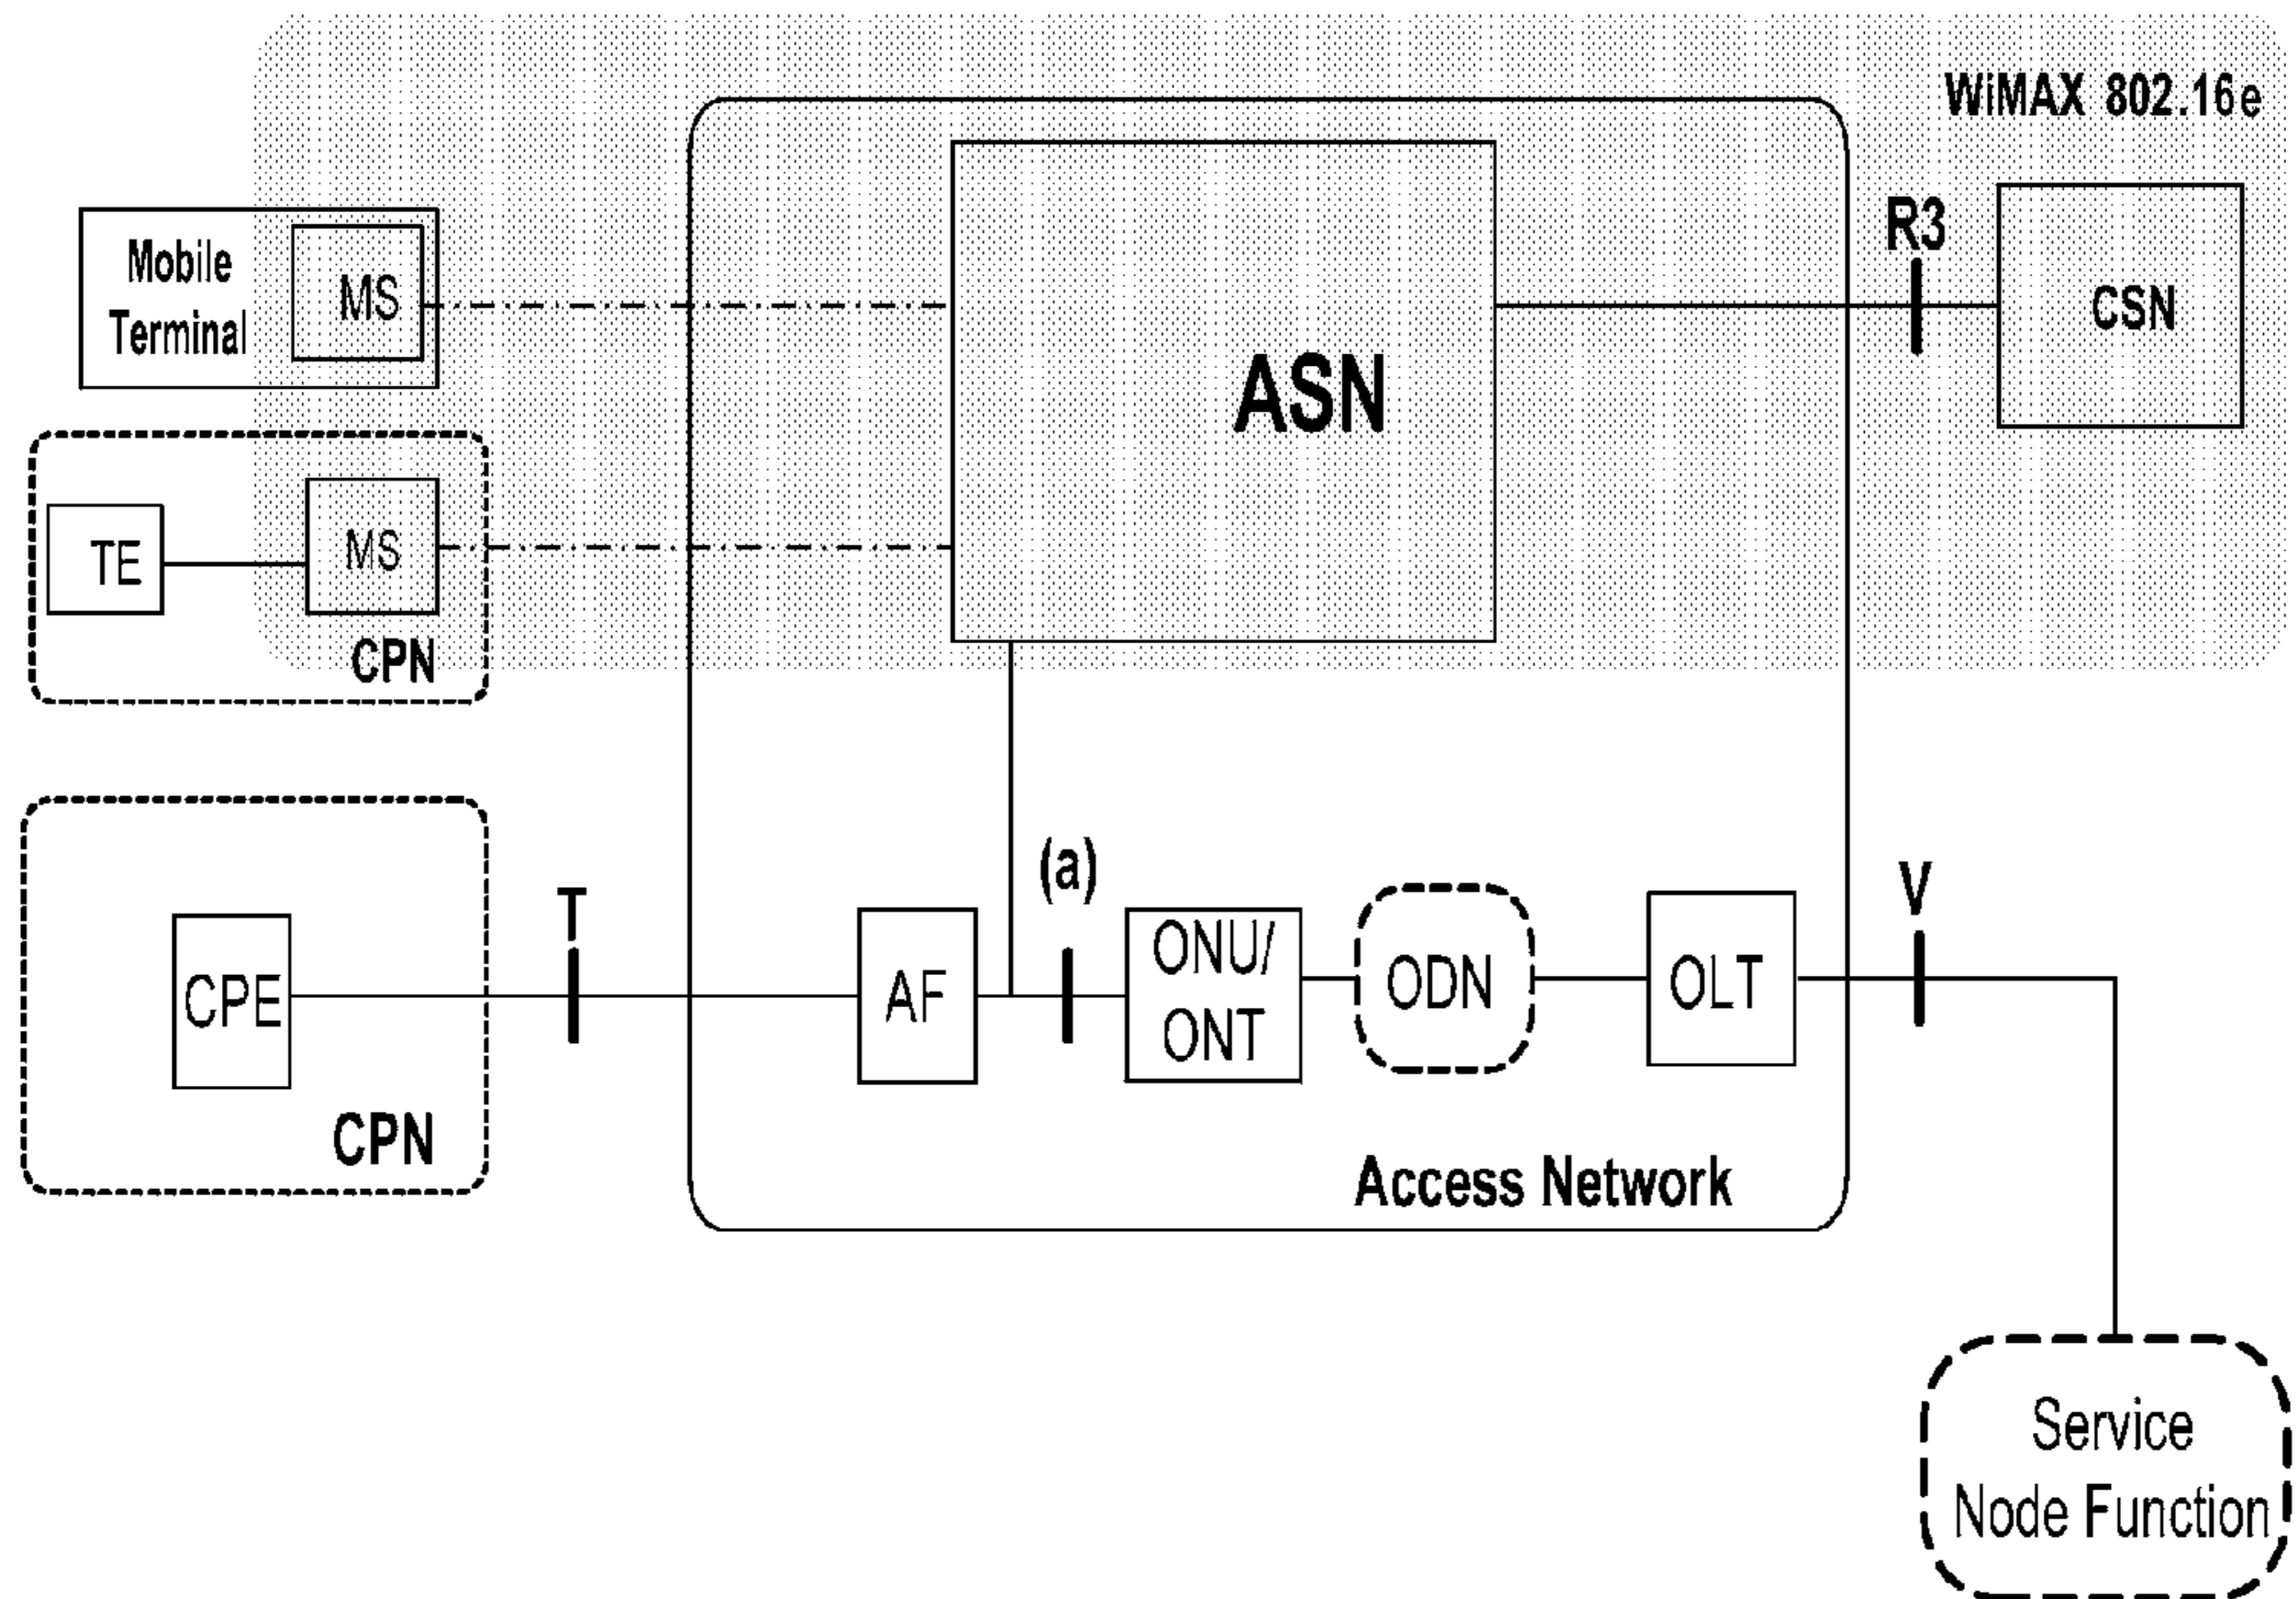 WiMAX 802.16e
Mobile
Terminal
MS
ASN
R3
CSN
TE
MS
CPN
CPE
CPN
T
AF
(a)
ONU/
ONT
ODN
OLT
V
Access Network
Service
Node Function